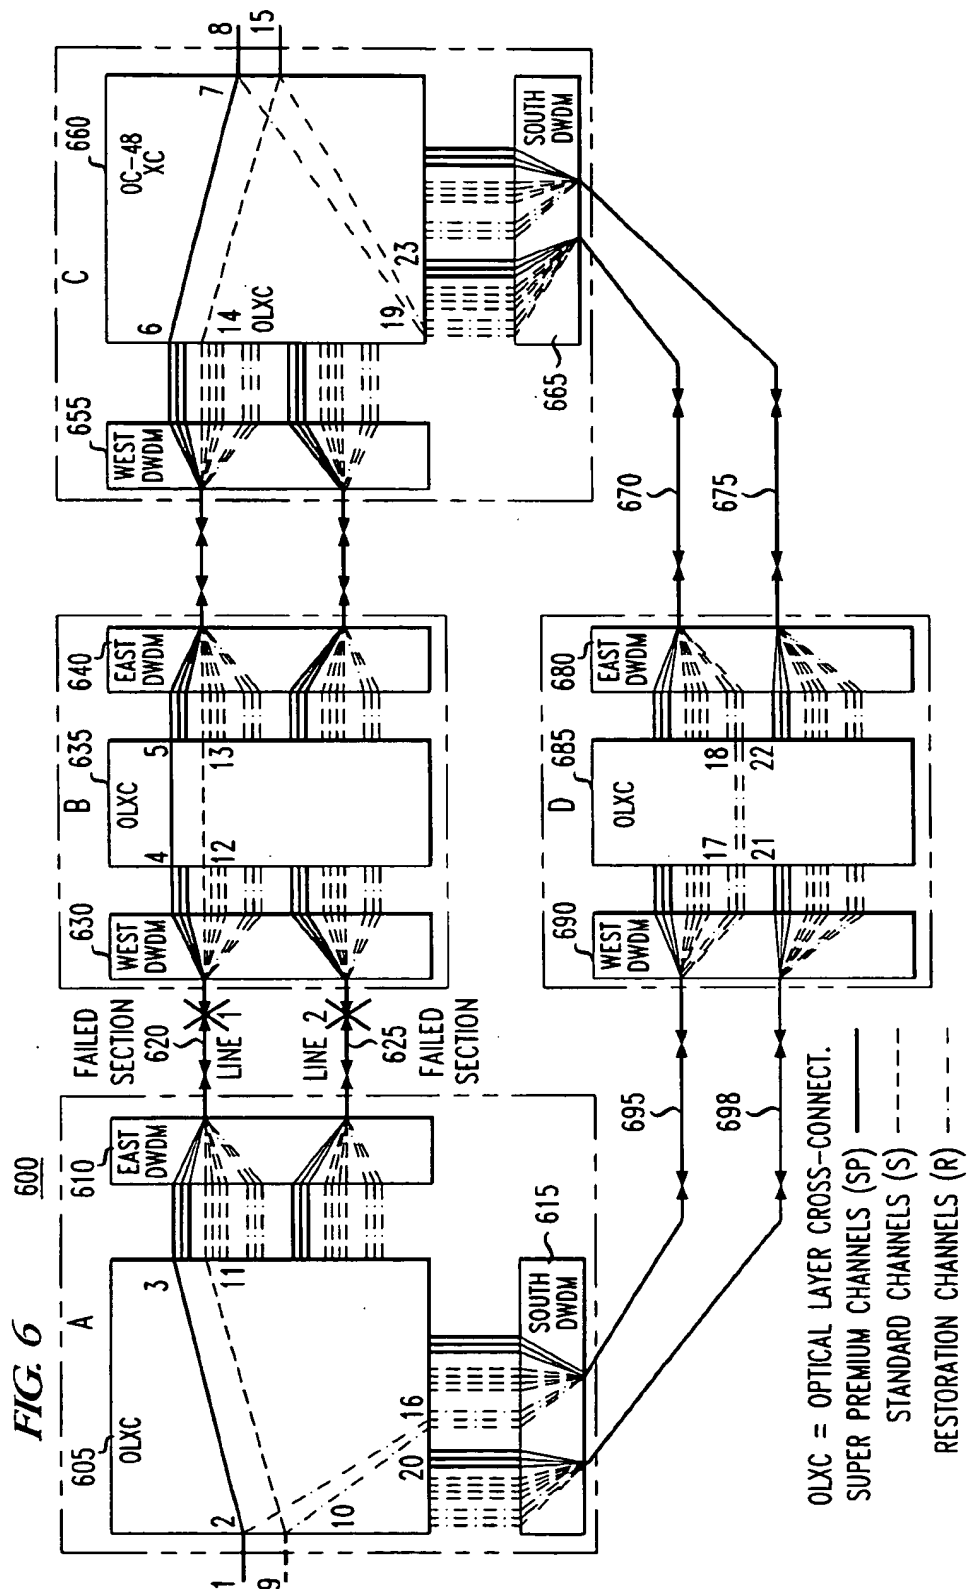 FIG. 6
600
A
605
OLXC
1
2
3
9
10
11
16
20
610
EAST
DWDM
SOUTH
DWDM
615
FAILED
SECTION
620
LINE 1
LINE 2
625
FAILED
SECTION
B
630
WEST
DWDM
4
5
12
13
635
OLXC
640
EAST
DWDM
C
655
WEST
DWDM
660
OC-48
XC
6
7
8
14
15
OLXC
19
23
SOUTH
DWDM
665
670
675
D
680
EAST
DWDM
685
OLXC
17
18
21
22
690
WEST
DWDM
695
698
OLXC = OPTICAL LAYER CROSS-CONNECT.
SUPER PREMIUM CHANNELS (SP)
STANDARD CHANNELS (S)
RESTORATION CHANNELS (R)